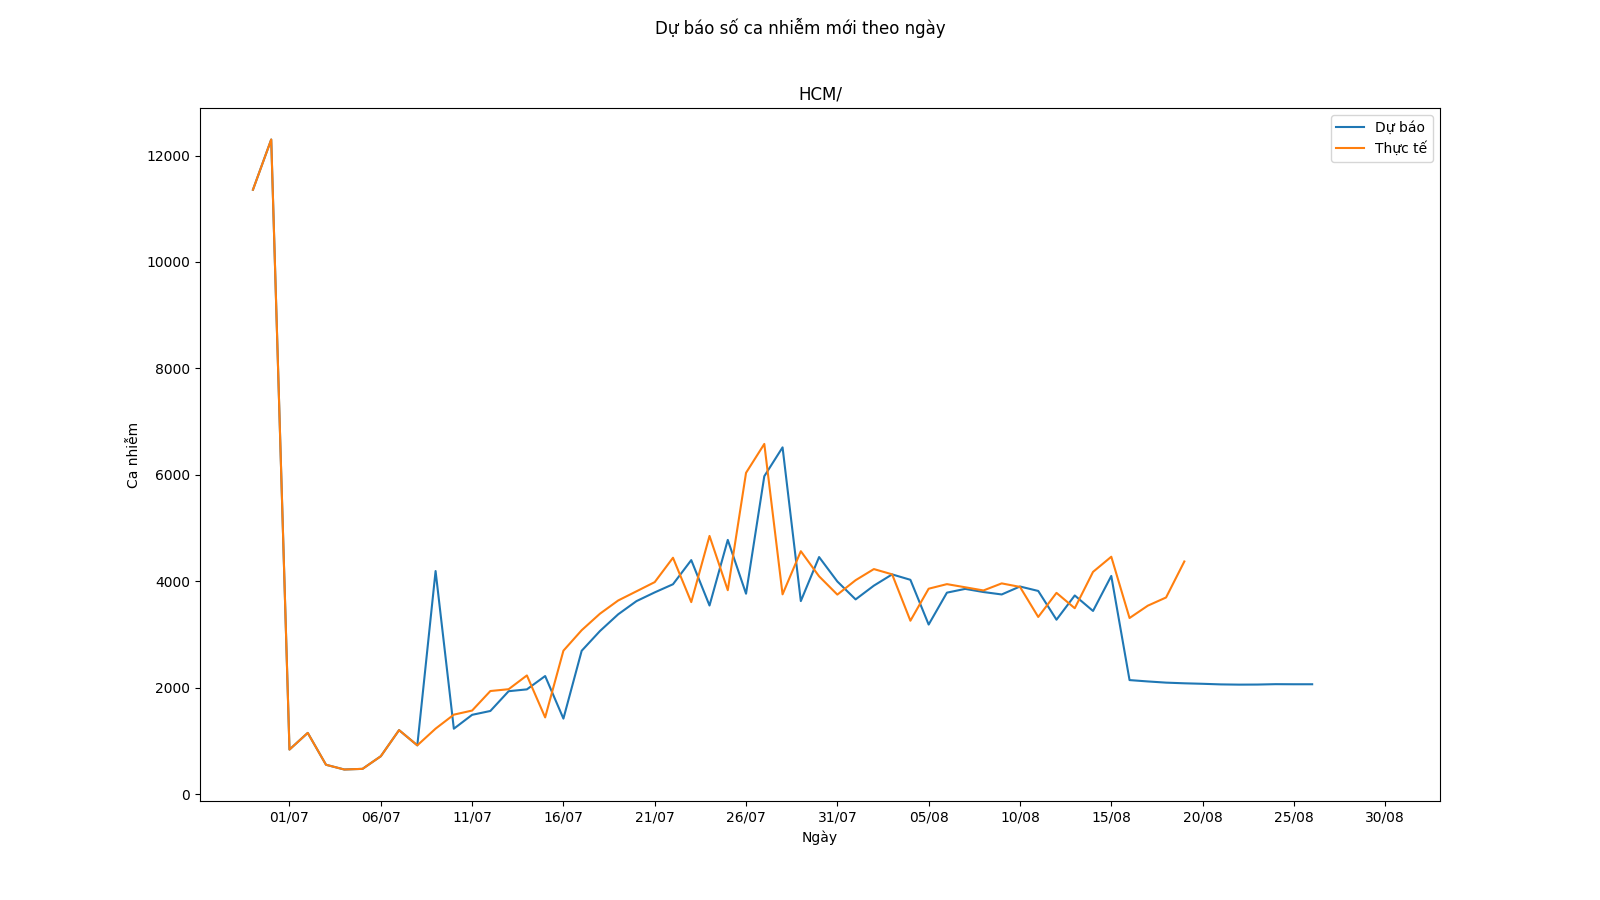 Dự báo số ca nhiễm mới theo ngày
HCM/
Dự báo
Thực tế
12000
10000
8000
6000
4000
2000
0
Ca nhiễm
01/07 06/07 11/07 16/07 21/07 26/07 31/07 05/08 10/08 15/08 20/08 25/08 30/08
Ngày